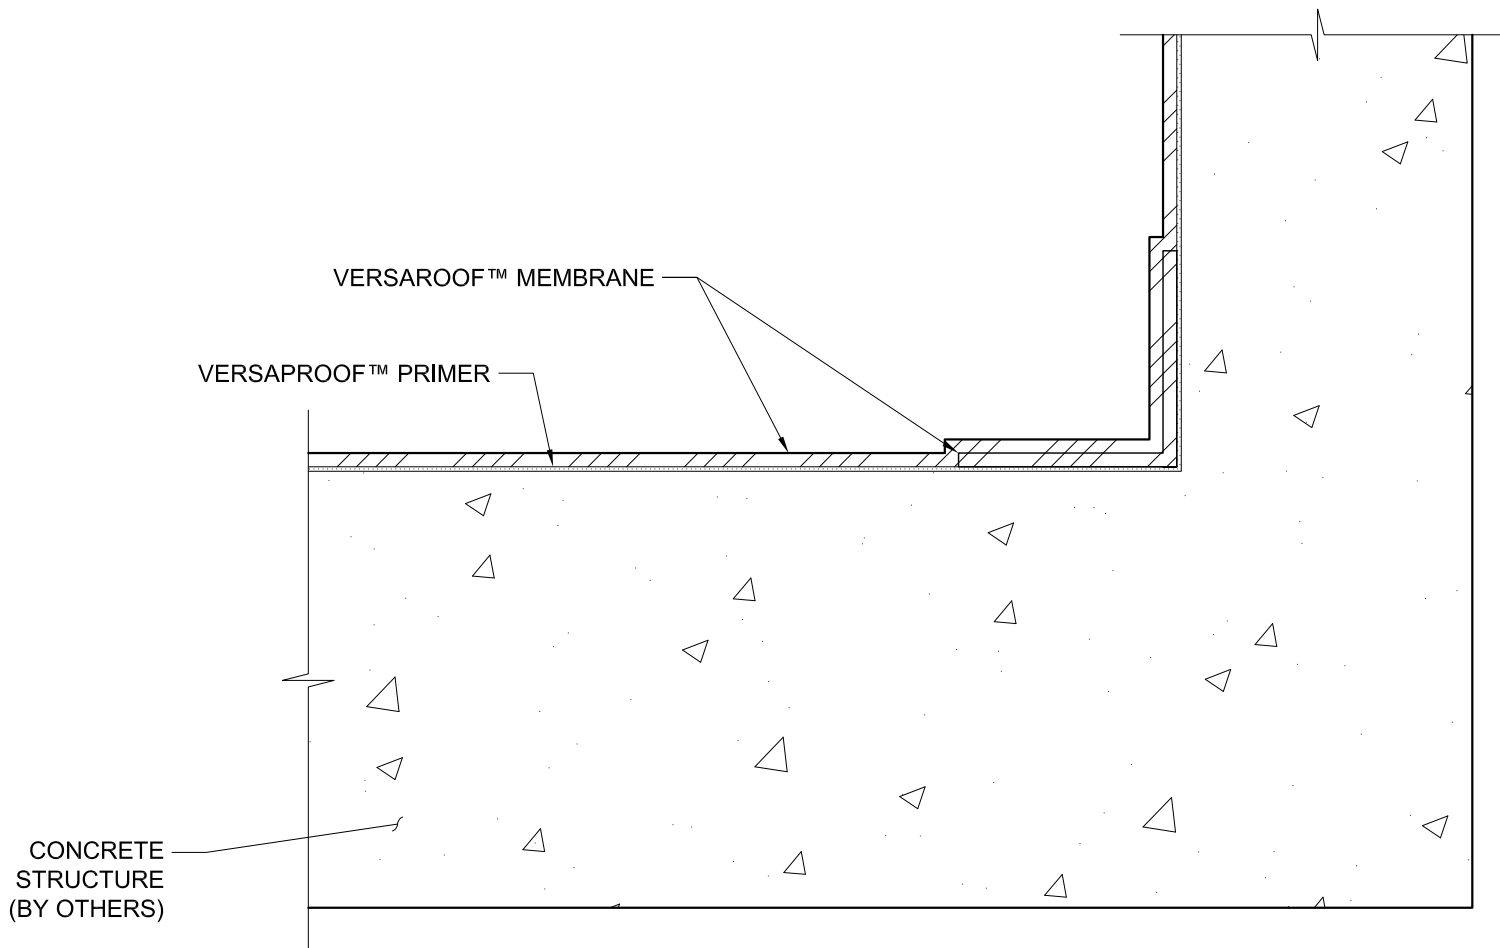 VERSAROOF™ MEMBRANE
VERSAPROOF™ PRIMER
CONCRETE
STRUCTURE
(BY OTHERS)